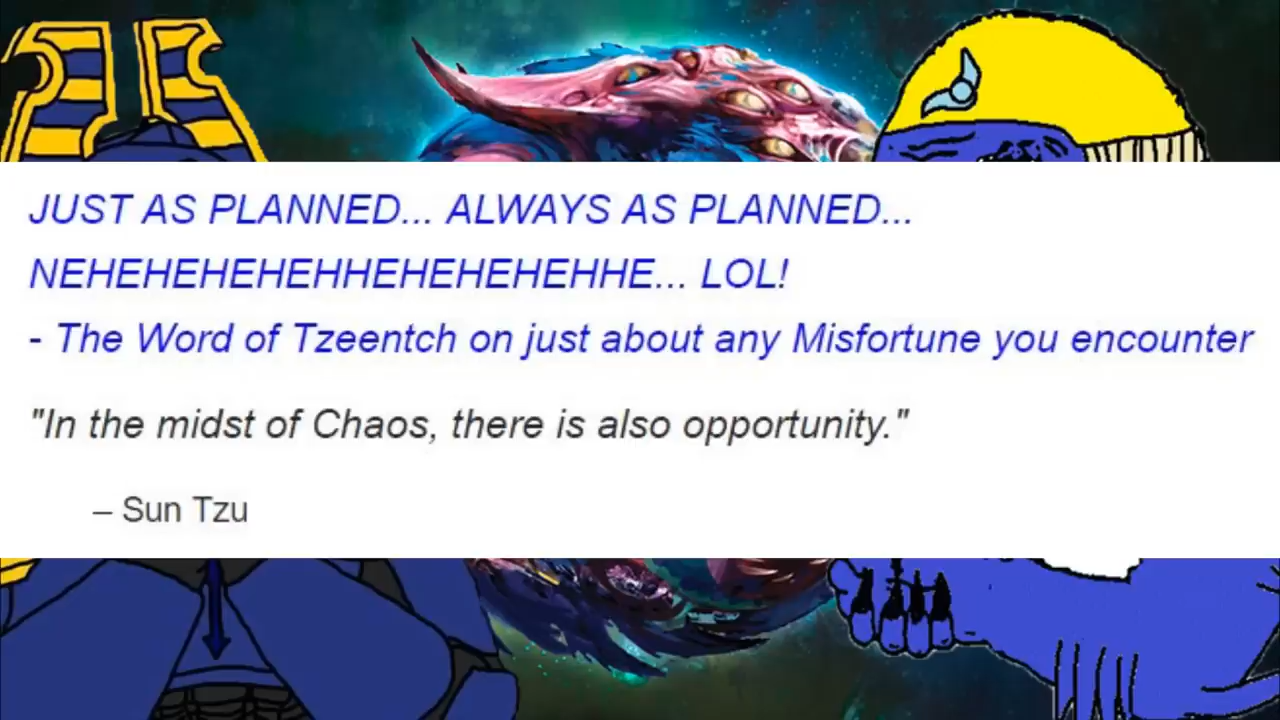 JUST AS PLANNED... ALWAYS AS PLANNED...
NEHEHEHEHEHHEHEHEHEHHE... LOL!
- The Word of Tzeentch on just about any Misfortune you encounter
"In the midst of Chaos, there is also opportunity."
– Sun Tzu